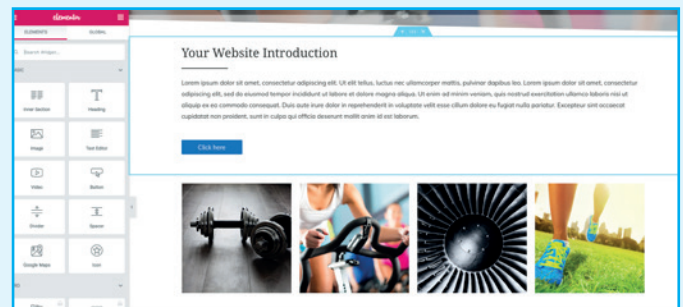 elementor
ELEMENTS GLOBAL
Search Widget...
Inner Section Heading
Image Text Editor
Video Button
Divider Spacer
Google Maps Icon
Your Website Introduction
Lorem ipsum dolor sit amet, consectetur adipiscing elit. Ut elit tellus, luctus nec ullamcorper mattis, pulvinar dapibus leo. Lorem ipsum dolor sit amet, consectetur
adipiscing elit, sed do eiusmod tempor incididunt ut labore et dolore magna aliqua. Ut enim ad minim veniam, quis nostrud exercitation ullamco laboris nisi ut
aliquip ex ea commodo consequat. Duis aute irure dolor in reprehenderit in voluptate velit esse cillum dolore eu fugiat nulla pariatur. Excepteur sint occaecat
cupidatat non proident, sunt in culpa qui officia deserunt mollit anim id est laborum.
Click here